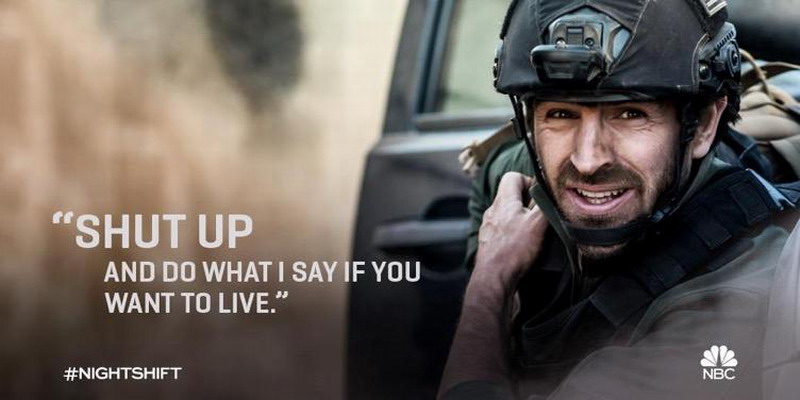 “SHUT UP
AND DO WHAT I SAY IF YOU
WANT TO LIVE.”
#NIGHTSHIFT
NBC